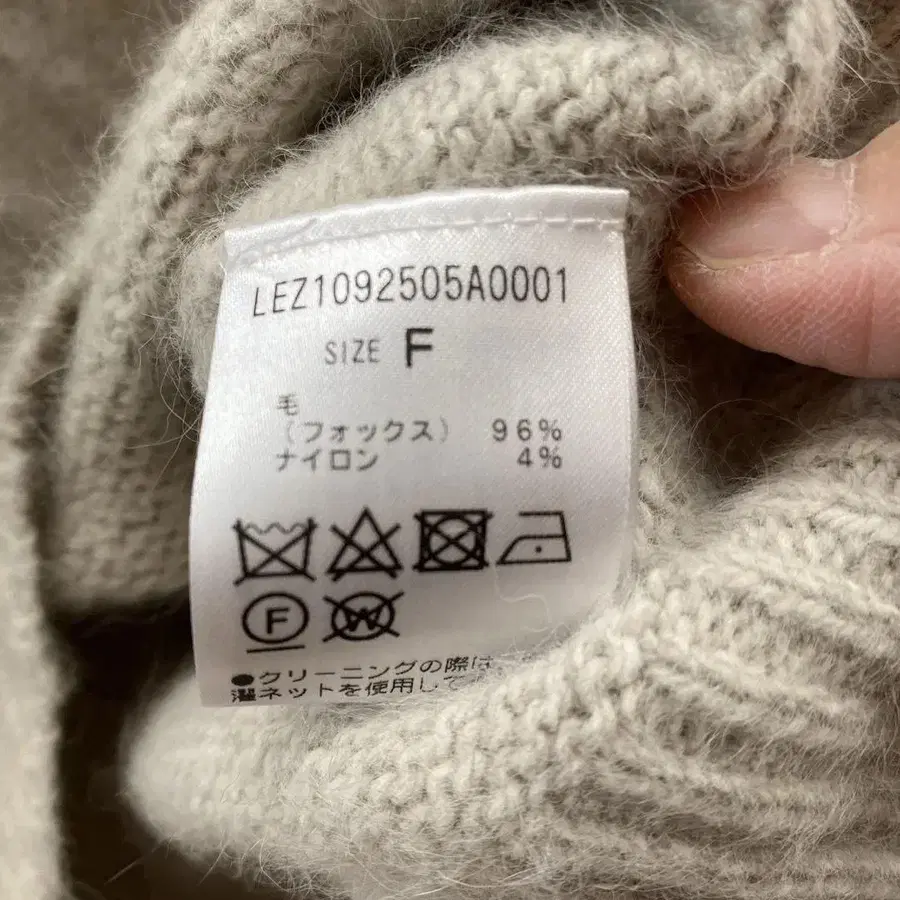 LEZ1092505A0001
SIZE F
毛
(フォックス) 96%
ナイロン 4%
F
W
●クリーニングの際は
濯ネットを使用して